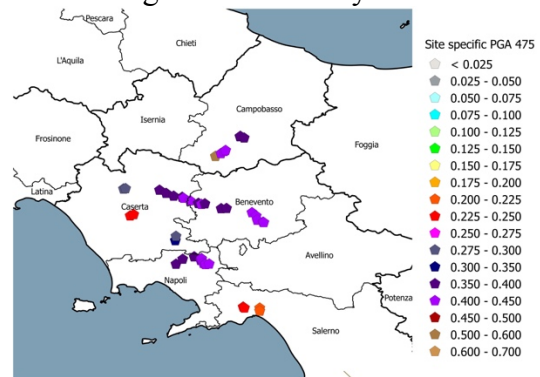 Pescara
Chieti
L'Aquila
Site specific PGA 475
< 0.025
0.025 - 0.050
0.050 - 0.075
0.075 - 0.100
0.100 - 0.125
0.125 - 0.150
0.150 - 0.175
0.175 - 0.200
0.200 - 0.225
0.225 - 0.250
0.250 - 0.275
0.275 - 0.300
0.300 - 0.350
0.350 - 0.400
0.400 - 0.450
0.450 - 0.500
0.500 - 0.600
0.600 - 0.700
Campobasso
Isernia
Frosinone
Foggia
Latina
Caserta
Benevento
Avellino
Napoli
Potenza
Salerno